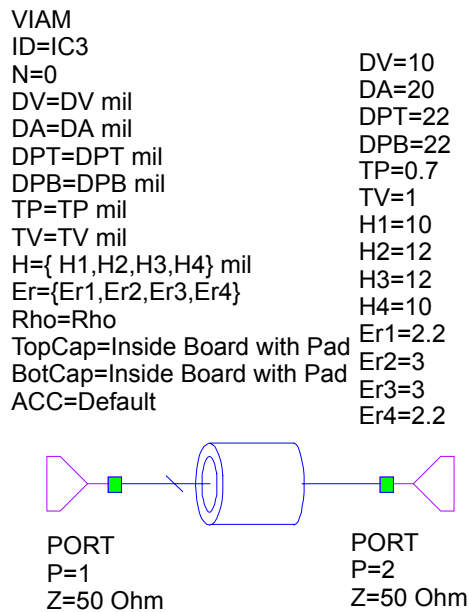 VIAM
ID=IC3
N=0
DV=DV mil
DA=DA mil
DPT=DPT mil
DPB=DPB mil
TP=TP mil
TV=TV mil
H={ H1,H2,H3,H4} mil
Er={Er1,Er2,Er3,Er4}
Rho=Rho
TopCap=Inside Board with Pad
BotCap=Inside Board with Pad
ACC=Default
DV=10
DA=20
DPT=22
DPB=22
TP=0.7
TV=1
H1=10
H2=12
H3=12
H4=10
Er1=2.2
Er2=3
Er3=3
Er4=2.2
PORT
P=1
Z=50 Ohm
PORT
P=2
Z=50 Ohm